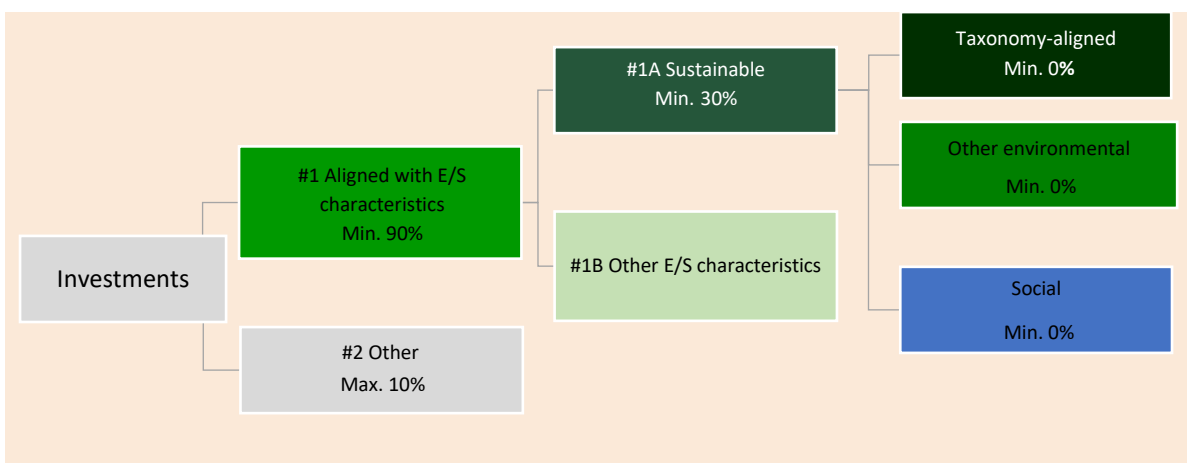 Investments
#1 Aligned with E/S
characteristics
Min. 90%
#2 Other
Max. 10%
#1A Sustainable
Min. 30%
#1B Other E/S characteristics
Taxonomy-aligned
Min. 0%
Other environmental
Min. 0%
Social
Min. 0%